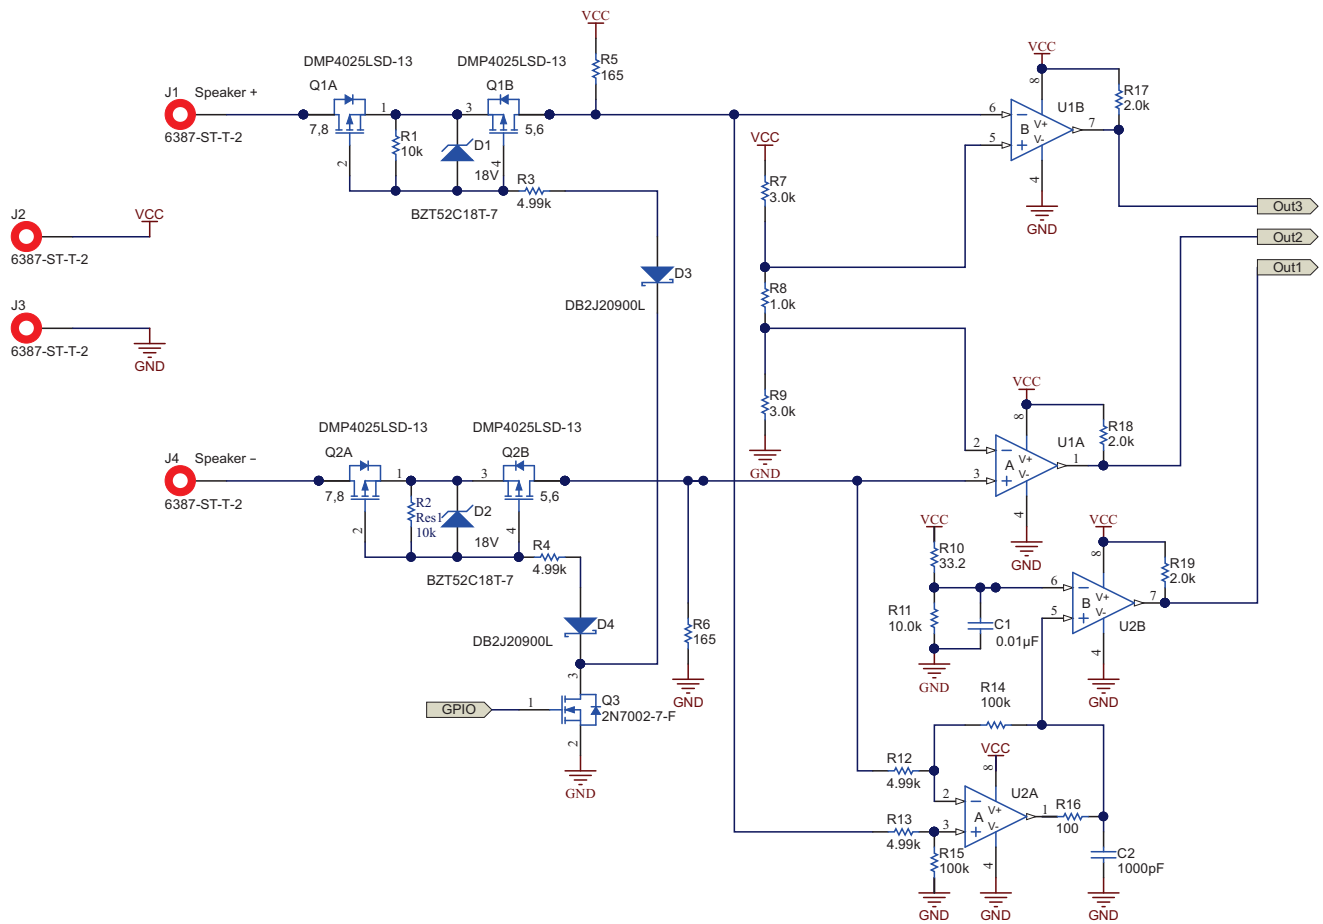 VCC
DMP4025LSD-13
DMP4025LSD-13
R5
165
VCC
J1
Speaker +
Q1A
Q1B
6387-ST-T-2
7,8
1
3
5,6
2
4
R1
10k
D1
18V
R3
4.99k
BZT52C18T-7
8
R17
2.0k
U1B
6
5
7
B
V+
V-
4
GND
VCC
R7
3.0k
J2
VCC
6387-ST-T-2
Out3
Out2
Out1
D3
DB2J20900L
R8
1.0k
J3
6387-ST-T-2
GND
R9
3.0k
GND
VCC
8
R18
2.0k
U1A
2
3
1
A
V+
V-
4
GND
DMP4025LSD-13
DMP4025LSD-13
J4
Speaker –
Q2A
Q2B
6387-ST-T-2
7,8
1
3
5,6
2
4
R2
Res1
10k
D2
18V
R4
4.99k
BZT52C18T-7
VCC
R10
33.2
R11
10.0k
C1
0.01µF
GND
VCC
8
R19
2.0k
6
5
7
B
V+
V-
U2B
4
GND
D4
DB2J20900L
R6
165
GND
GPIO
1
3
Q3
2N7002-7-F
2
GND
R14
100k
VCC
8
R12
4.99k
U2A
2
3
1
A
V+
V-
R16
100
R13
4.99k
R15
100k
4
C2
1000pF
GND
GND
GND